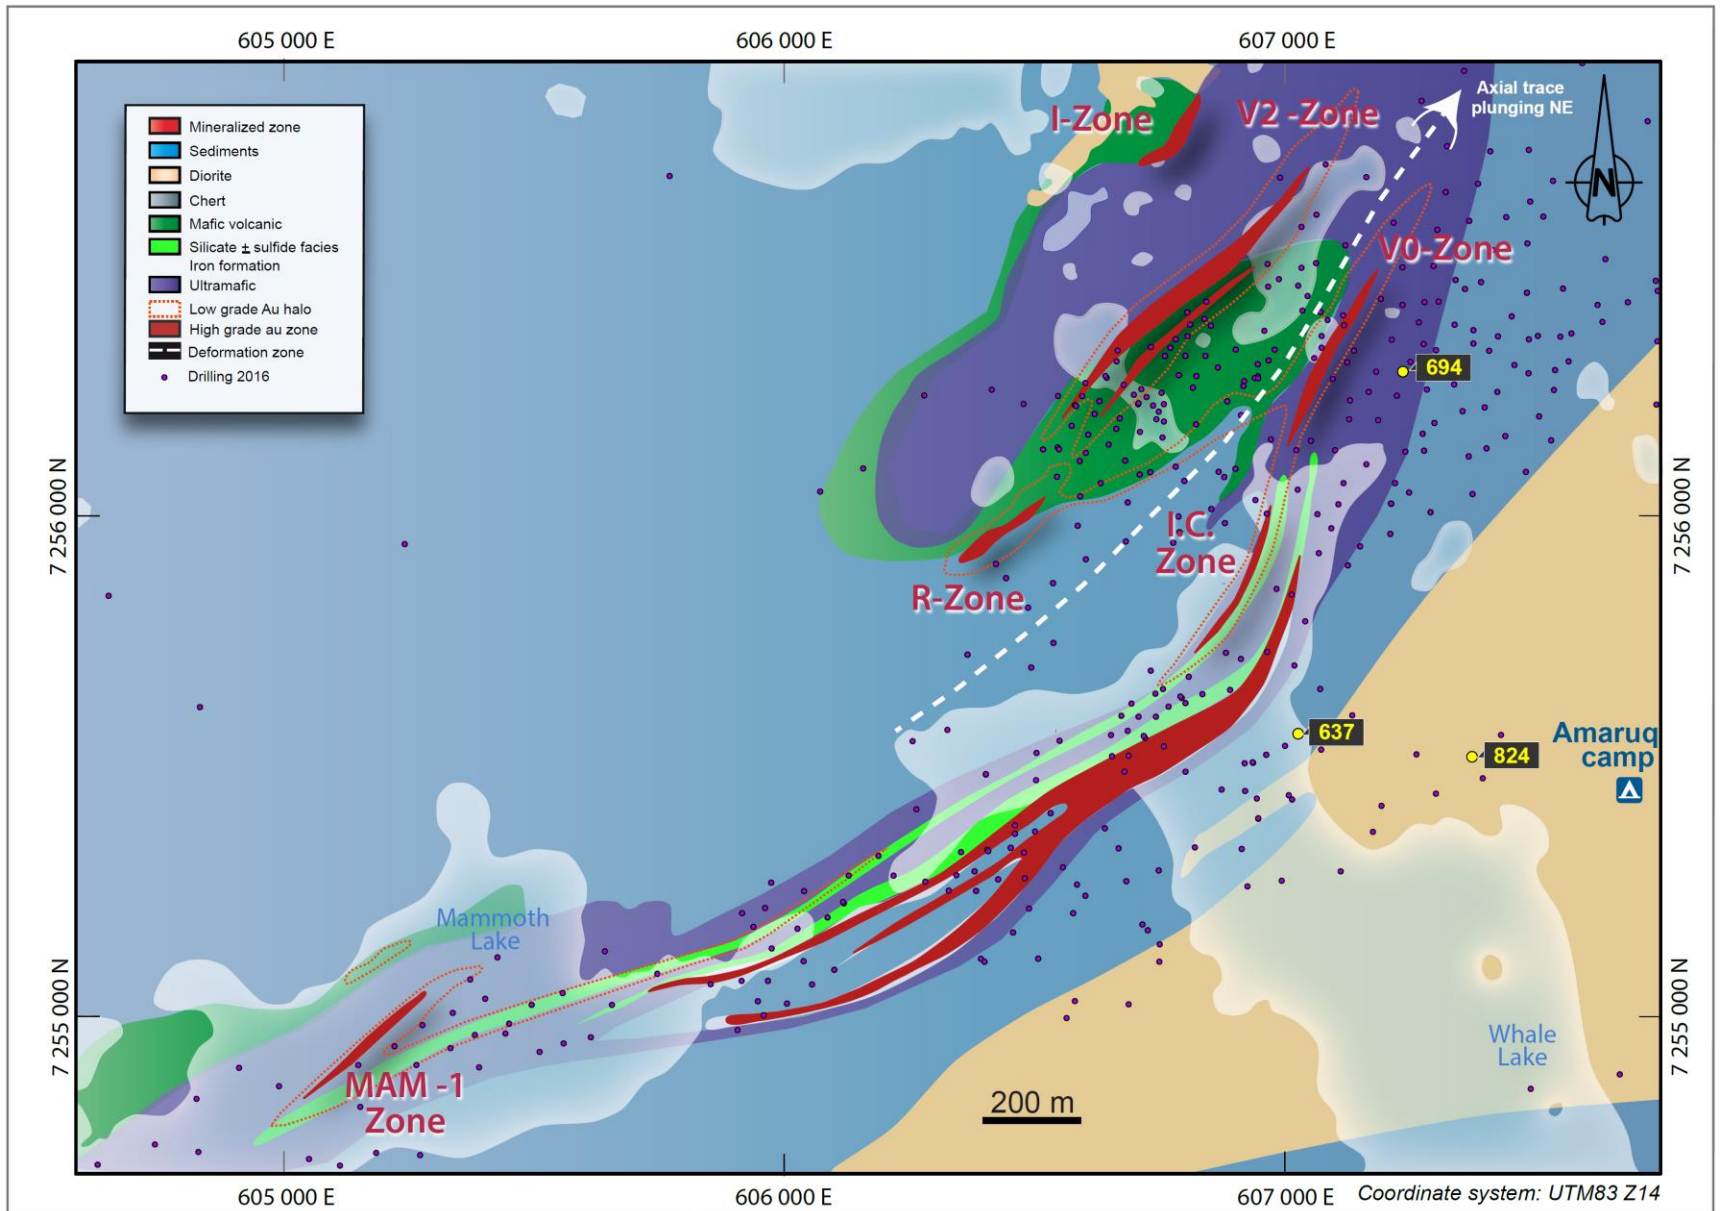 605 000 E
606 000 E
607 000 E
Mineralized zone
Sediments
Diorite
Chert
Mafic volcanic
Silicate ± sulfide facies
Iron formation
Ultramafic
Low grade Au halo
High grade au zone
Deformation zone
Drilling 2016
I-Zone
V2 -Zone
Axial trace
plunging NE
N
V0-Zone
694
7 256 000 N
7 256 000 N
I.C.
Zone
R-Zone
637
824
Amaruq
camp
Mammoth
Lake
7 255 000 N
7 255 000 N
Whale
Lake
MAM -1
Zone
200 m
605 000 E
606 000 E
607 000 E
Coordinate system: UTM83 Z14